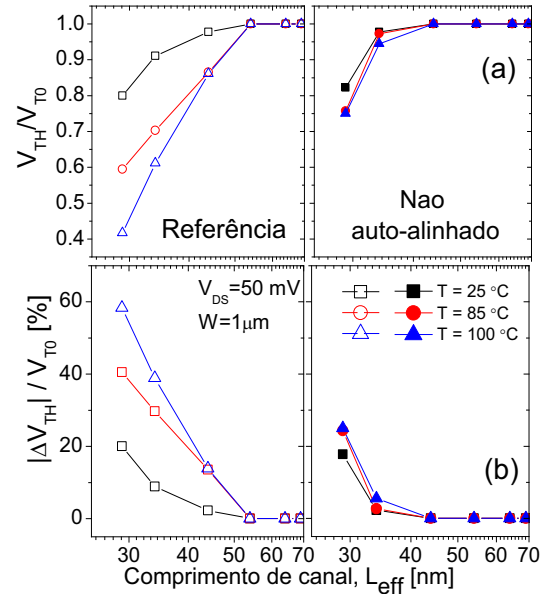 1.0
0.9
0.8
0.7
0.6
0.5
0.4
V_TH/V_T0
Referência
(a)
Nao
auto-alinhado
60
40
20
0
|ΔV_TH| / V_T0 [%]
V_DS=50 mV
W=1μm
T = 25 °C
T = 85 °C
T = 100 °C
(b)
30 40 50 60 70 30 40 50 60 70
Comprimento de canal, L_eff [nm]